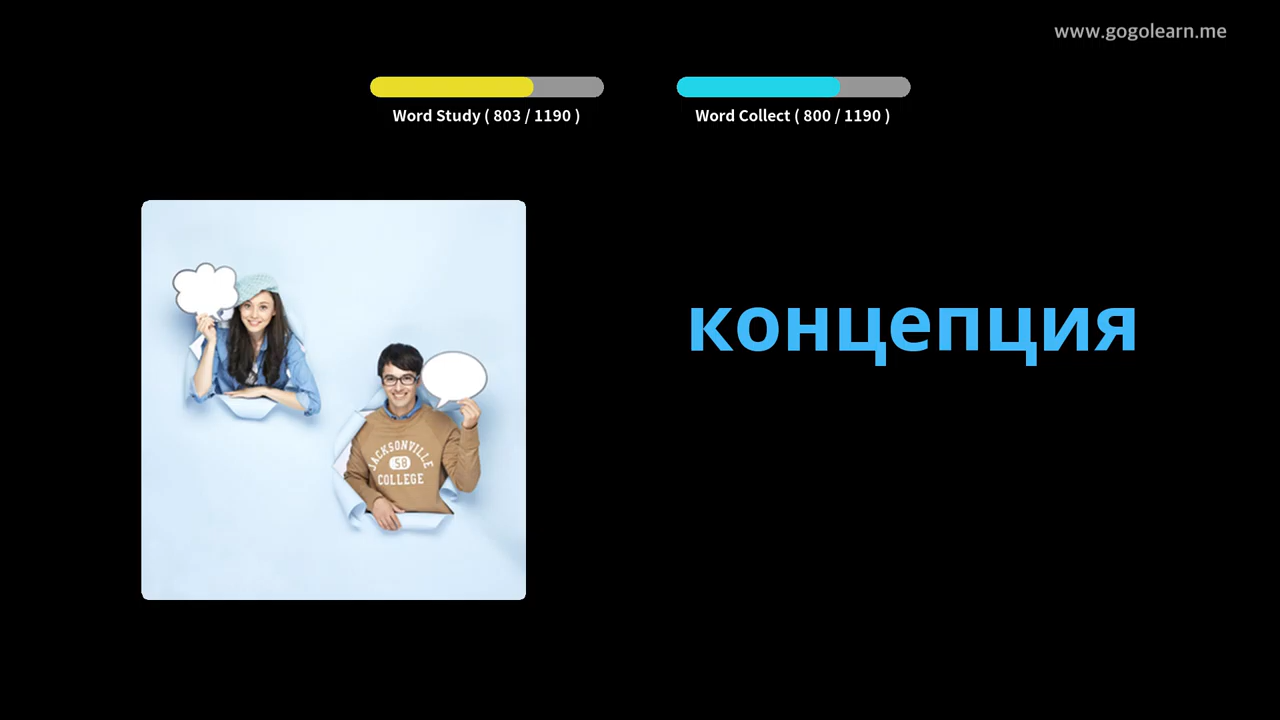 www.gogolearn.me
Word Study ( 803 / 1190 )
Word Collect ( 800 / 1190 )
концепция
JACKSONVILLE
58
COLLEGE